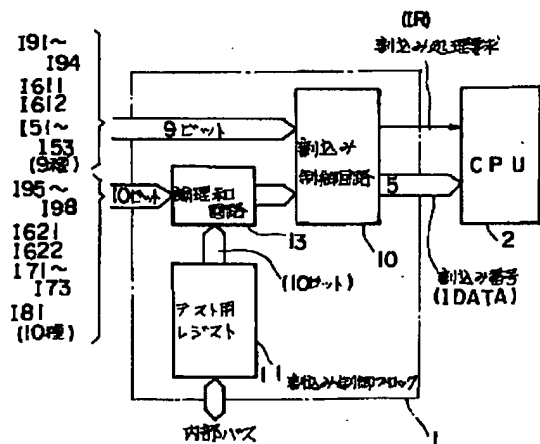 I91～
I94
I611
I612
I51～
I53
(9種)
9ビット
I95～
I98
I621
I622
I71～
I73
I81
(10種)
10ビット
論理和
回路
13
(10ビット)
テスト用
レジスト
11
内部バス
割込み
制御回路
10
(IR)
割込み処理要求
5
CPU
2
割込み番号
(IDATA)
割込み制御ブロック
1